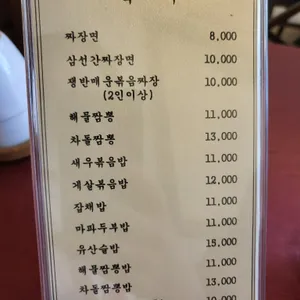 짜장면 8,000
삼선간짜장면 10,000
쟁반매운볶음짜장 10,000
(2인이상)
해물짬뽕 11,000
차돌짬뽕 13,000
새우볶음밥 11,000
게살볶음밥 12,000
잡채밥 11,000
마파두부밥 11,000
유산슬밥 15,000
해물짬뽕밥 11,000
차돌짬뽕밥 13,000